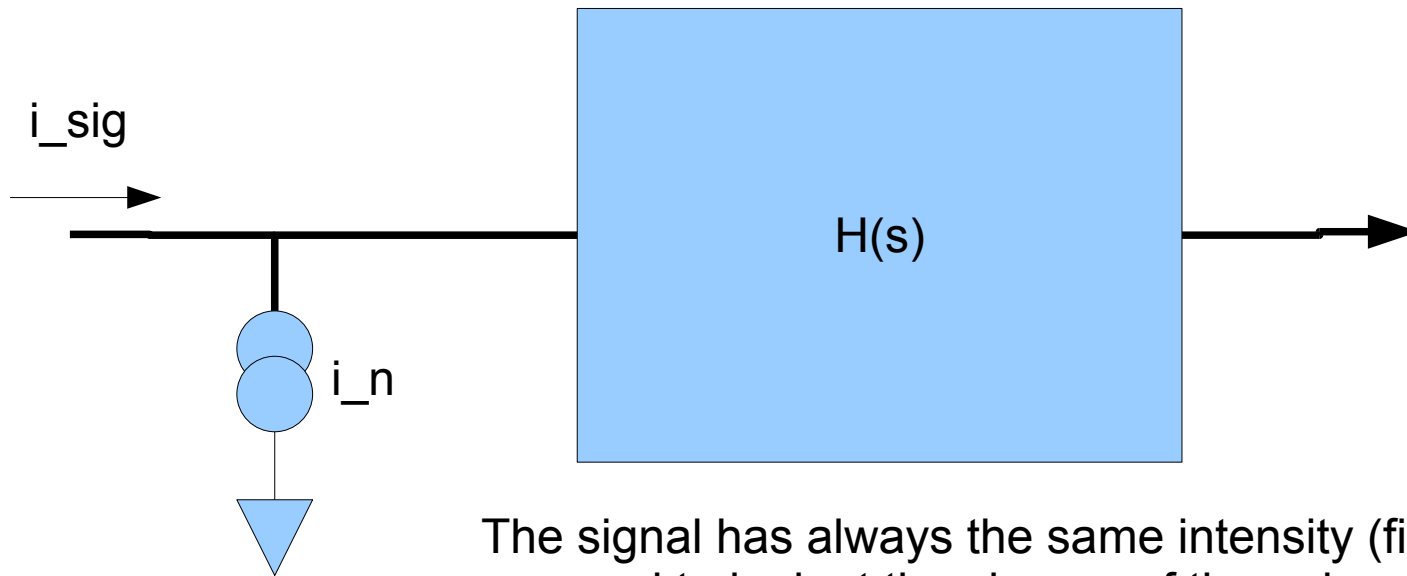 i_sig
H(s)
i_n
The signal has always the same intensity (fi